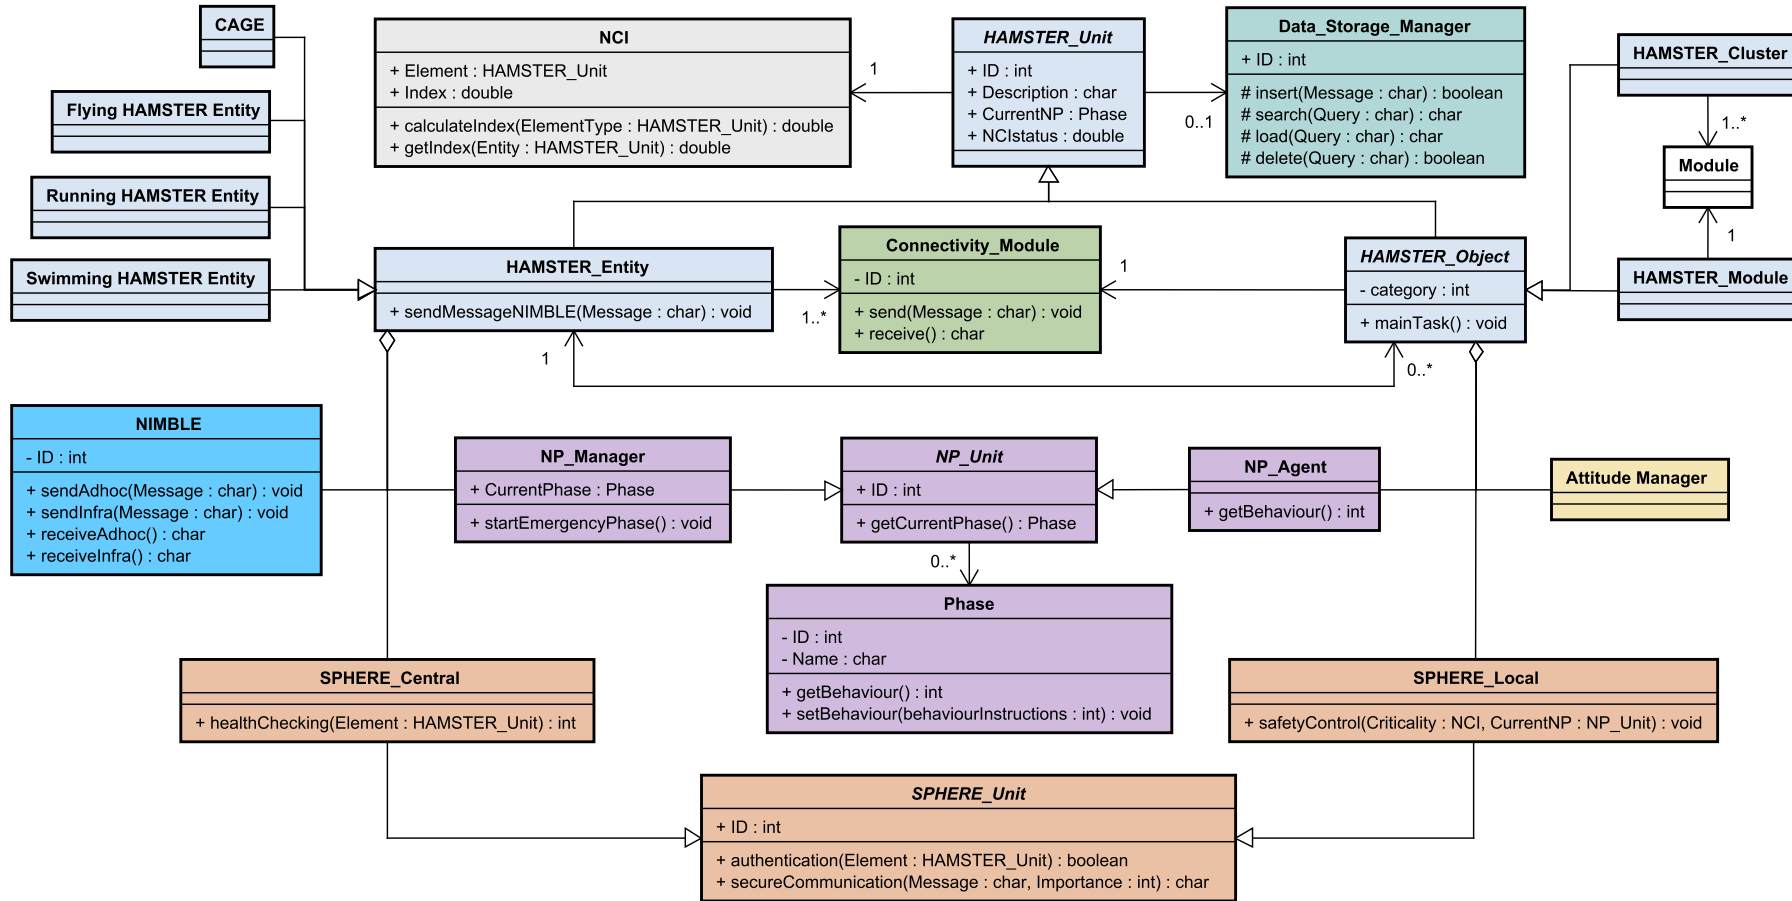 CAGE
Flying HAMSTER Entity
Running HAMSTER Entity
Swimming HAMSTER Entity
NCI
+ Element : HAMSTER_Unit
+ Index : double
+ calculateIndex(ElementType : HAMSTER_Unit) : double
+ getIndex(Entity : HAMSTER_Unit) : double
1
HAMSTER_Unit
+ ID : int
+ Description : char
+ CurrentNP : Phase
+ NCIstatus : double
0..1
Data_Storage_Manager
+ ID : int
# insert(Message : char) : boolean
# search(Query : char) : char
# load(Query : char) : char
# delete(Query : char) : boolean
HAMSTER_Cluster
1..*
Module
1
HAMSTER_Module
HAMSTER_Entity
+ sendMessageNIMBLE(Message : char) : void
1..*
Connectivity_Module
- ID : int
+ send(Message : char) : void
+ receive() : char
1
HAMSTER_Object
- category : int
+ mainTask() : void
1
0..*
NIMBLE
- ID : int
+ sendAdhoc(Message : char) : void
+ sendInfra(Message : char) : void
+ receiveAdhoc() : char
+ receiveInfra() : char
NP_Manager
+ CurrentPhase : Phase
+ startEmergencyPhase() : void
NP_Unit
+ ID : int
+ getCurrentPhase() : Phase
NP_Agent
+ getBehaviour() : int
Attitude Manager
0..*
Phase
- ID : int
- Name : char
+ getBehaviour() : int
+ setBehaviour(behaviourInstructions : int) : void
SPHERE_Central
+ healthChecking(Element : HAMSTER_Unit) : int
SPHERE_Local
+ safetyControl(Criticality : NCI, CurrentNP : NP_Unit) : void
SPHERE_Unit
+ ID : int
+ authentication(Element : HAMSTER_Unit) : boolean
+ secureCommunication(Message : char, Importance : int) : char